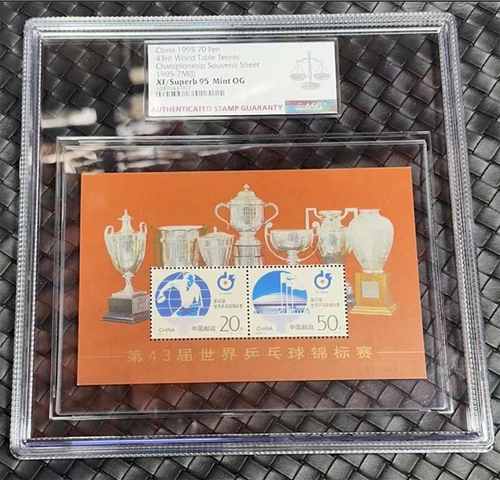 China 1995 70 Fen
43rd World Table Tennis
Championship Souvenir Sheet
1995-7M(J)
XF/Superb 95 Mint OG
AUTHENTICATED STAMP GUARANTY
ASG
CHINA
中国邮政
20分
CHINA
中国邮政
50分
第43届世界乒乓球锦标赛